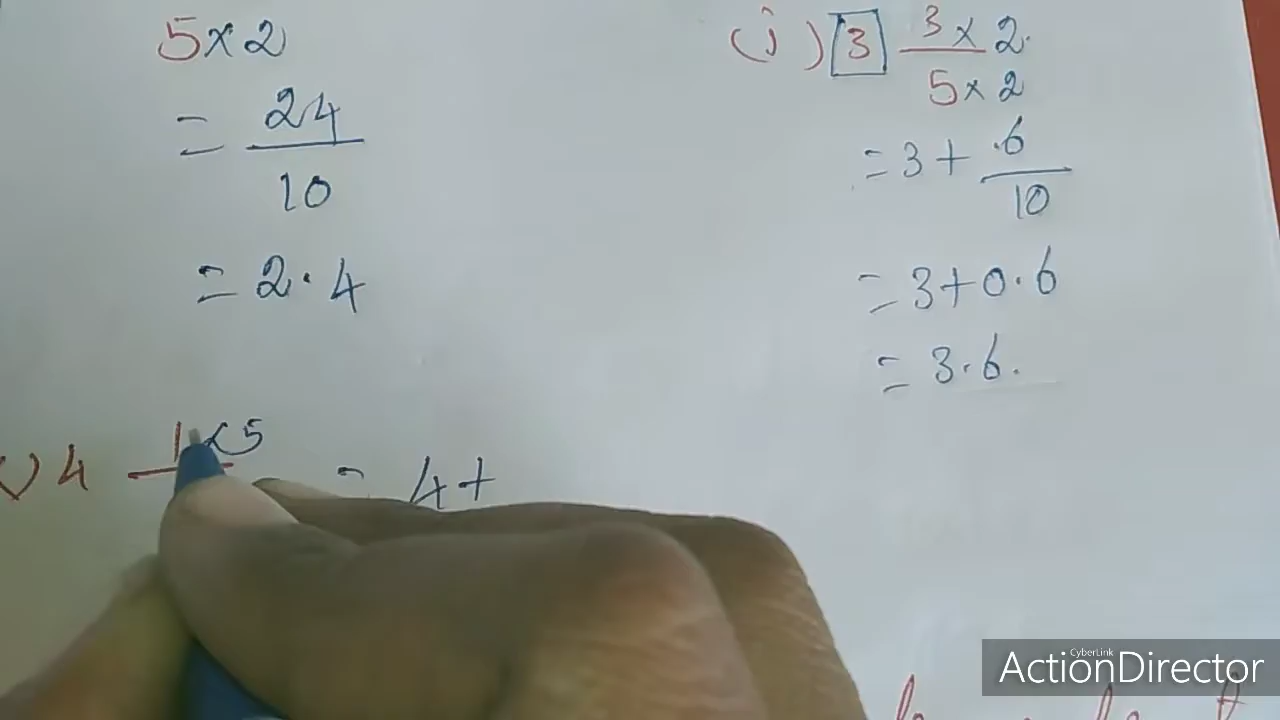 5×2
= 24
10
= 2.4
(i) 3 3×2.
5×2
= 3 + .6
10
= 3+0.6
= 3.6.
) 4 1×5
= 4+
CyberLink
ActionDirector